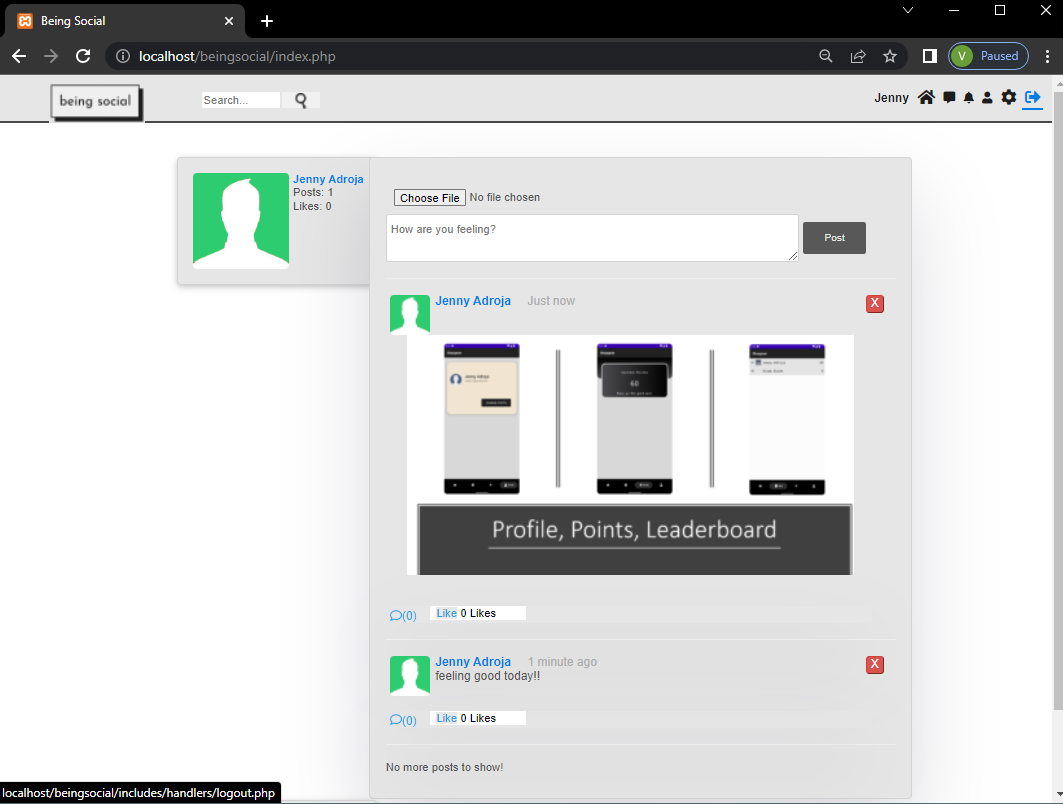 Being Social
localhost/beingsocial/index.php
V Paused
being social
Search...
Jenny
Jenny Adroja
Posts: 1
Likes: 0
Choose File No file chosen
How are you feeling?
Post
Jenny Adroja Just now
X
60
Profile, Points, Leaderboard
(0) Like 0 Likes
Jenny Adroja 1 minute ago
X
feeling good today!!
(0) Like 0 Likes
No more posts to show!
localhost/beingsocial/includes/handlers/logout.php